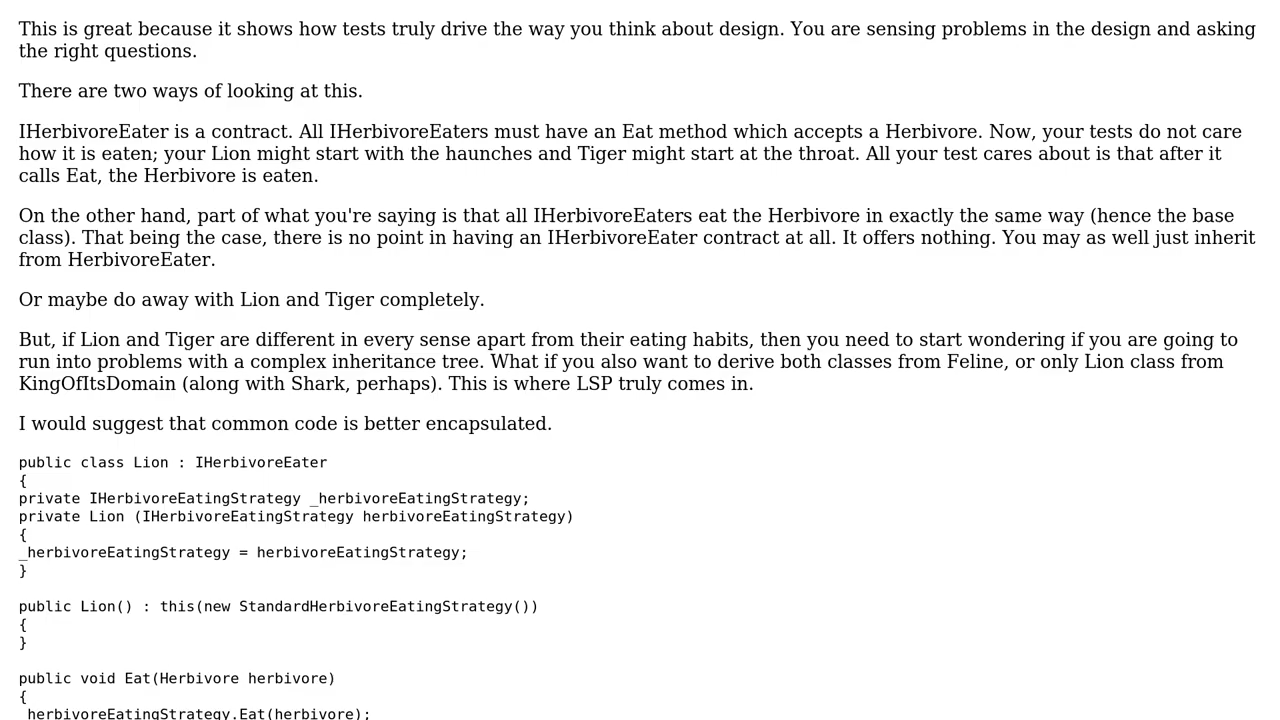 This is great because it shows how tests truly drive the way you think about design. You are sensing problems in the design and asking
the right questions.
There are two ways of looking at this.
IHerbivoreEater is a contract. All IHerbivoreEaters must have an Eat method which accepts a Herbivore. Now, your tests do not care
how it is eaten; your Lion might start with the haunches and Tiger might start at the throat. All your test cares about is that after it
calls Eat, the Herbivore is eaten.
On the other hand, part of what you're saying is that all IHerbivoreEaters eat the Herbivore in exactly the same way (hence the base
class). That being the case, there is no point in having an IHerbivoreEater contract at all. It offers nothing. You may as well just inherit
from HerbivoreEater.
Or maybe do away with Lion and Tiger completely.
But, if Lion and Tiger are different in every sense apart from their eating habits, then you need to start wondering if you are going to
run into problems with a complex inheritance tree. What if you also want to derive both classes from Feline, or only Lion class from
KingOfItsDomain (along with Shark, perhaps). This is where LSP truly comes in.
I would suggest that common code is better encapsulated.
public class Lion : IHerbivoreEater
{
private IHerbivoreEatingStrategy _herbivoreEatingStrategy;
private Lion (IHerbivoreEatingStrategy herbivoreEatingStrategy)
{
_herbivoreEatingStrategy = herbivoreEatingStrategy;
}
public Lion() : this(new StandardHerbivoreEatingStrategy())
{
}
public void Eat(Herbivore herbivore)
{
herbivoreEatingStrategy.Eat(herbivore);